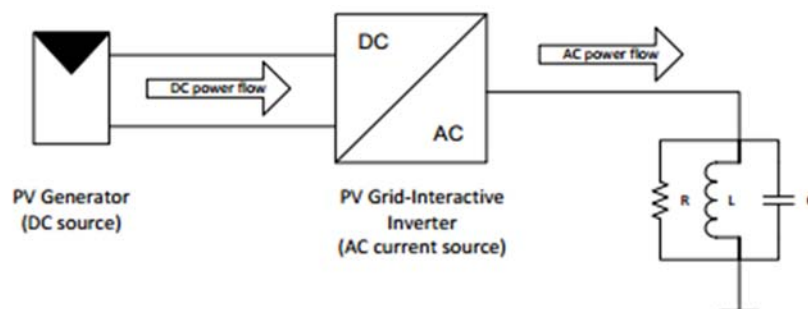 DC power flow
DC
AC
AC power flow
PV Generator
(DC source)
PV Grid-Interactive
Inverter
(AC current source)
R
L